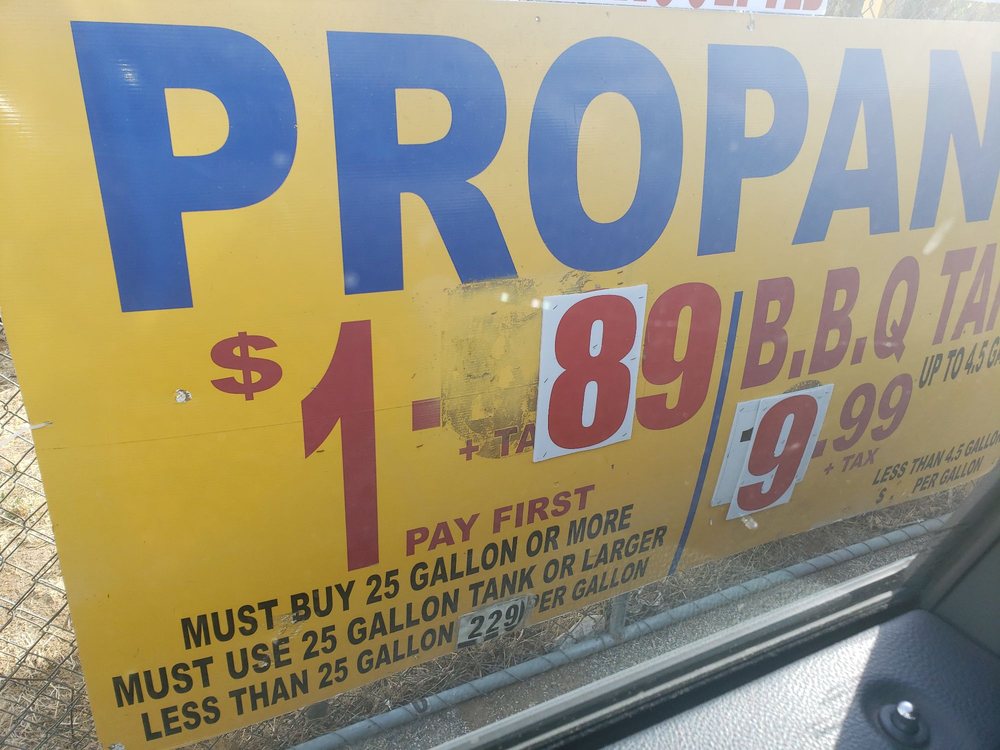 PROPAN
$1.89
+ TA
PAY FIRST
MUST BUY 25 GALLON OR MORE
MUST USE 25 GALLON TANK OR LARGER
LESS THAN 25 GALLON 229 PER GALLON
B.B.Q TA
9.99
UP TO 4.5 G
+ TAX
LESS THAN 4.5 GALLO
$ . PER GALLON